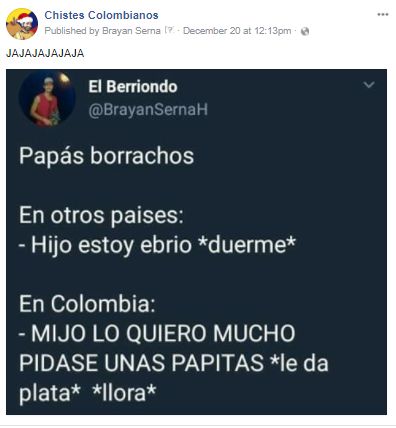 Chistes Colombianos
Published by Brayan Serna [?] · December 20 at 12:13pm ·
JAJAJAJAJAJA
El Berriondo
@BrayanSernaH
Papás borrachos
En otros paises:
- Hijo estoy ebrio *duerme*
En Colombia:
- MIJO LO QUIERO MUCHO
PIDASE UNAS PAPITAS *le da
plata* *llora*